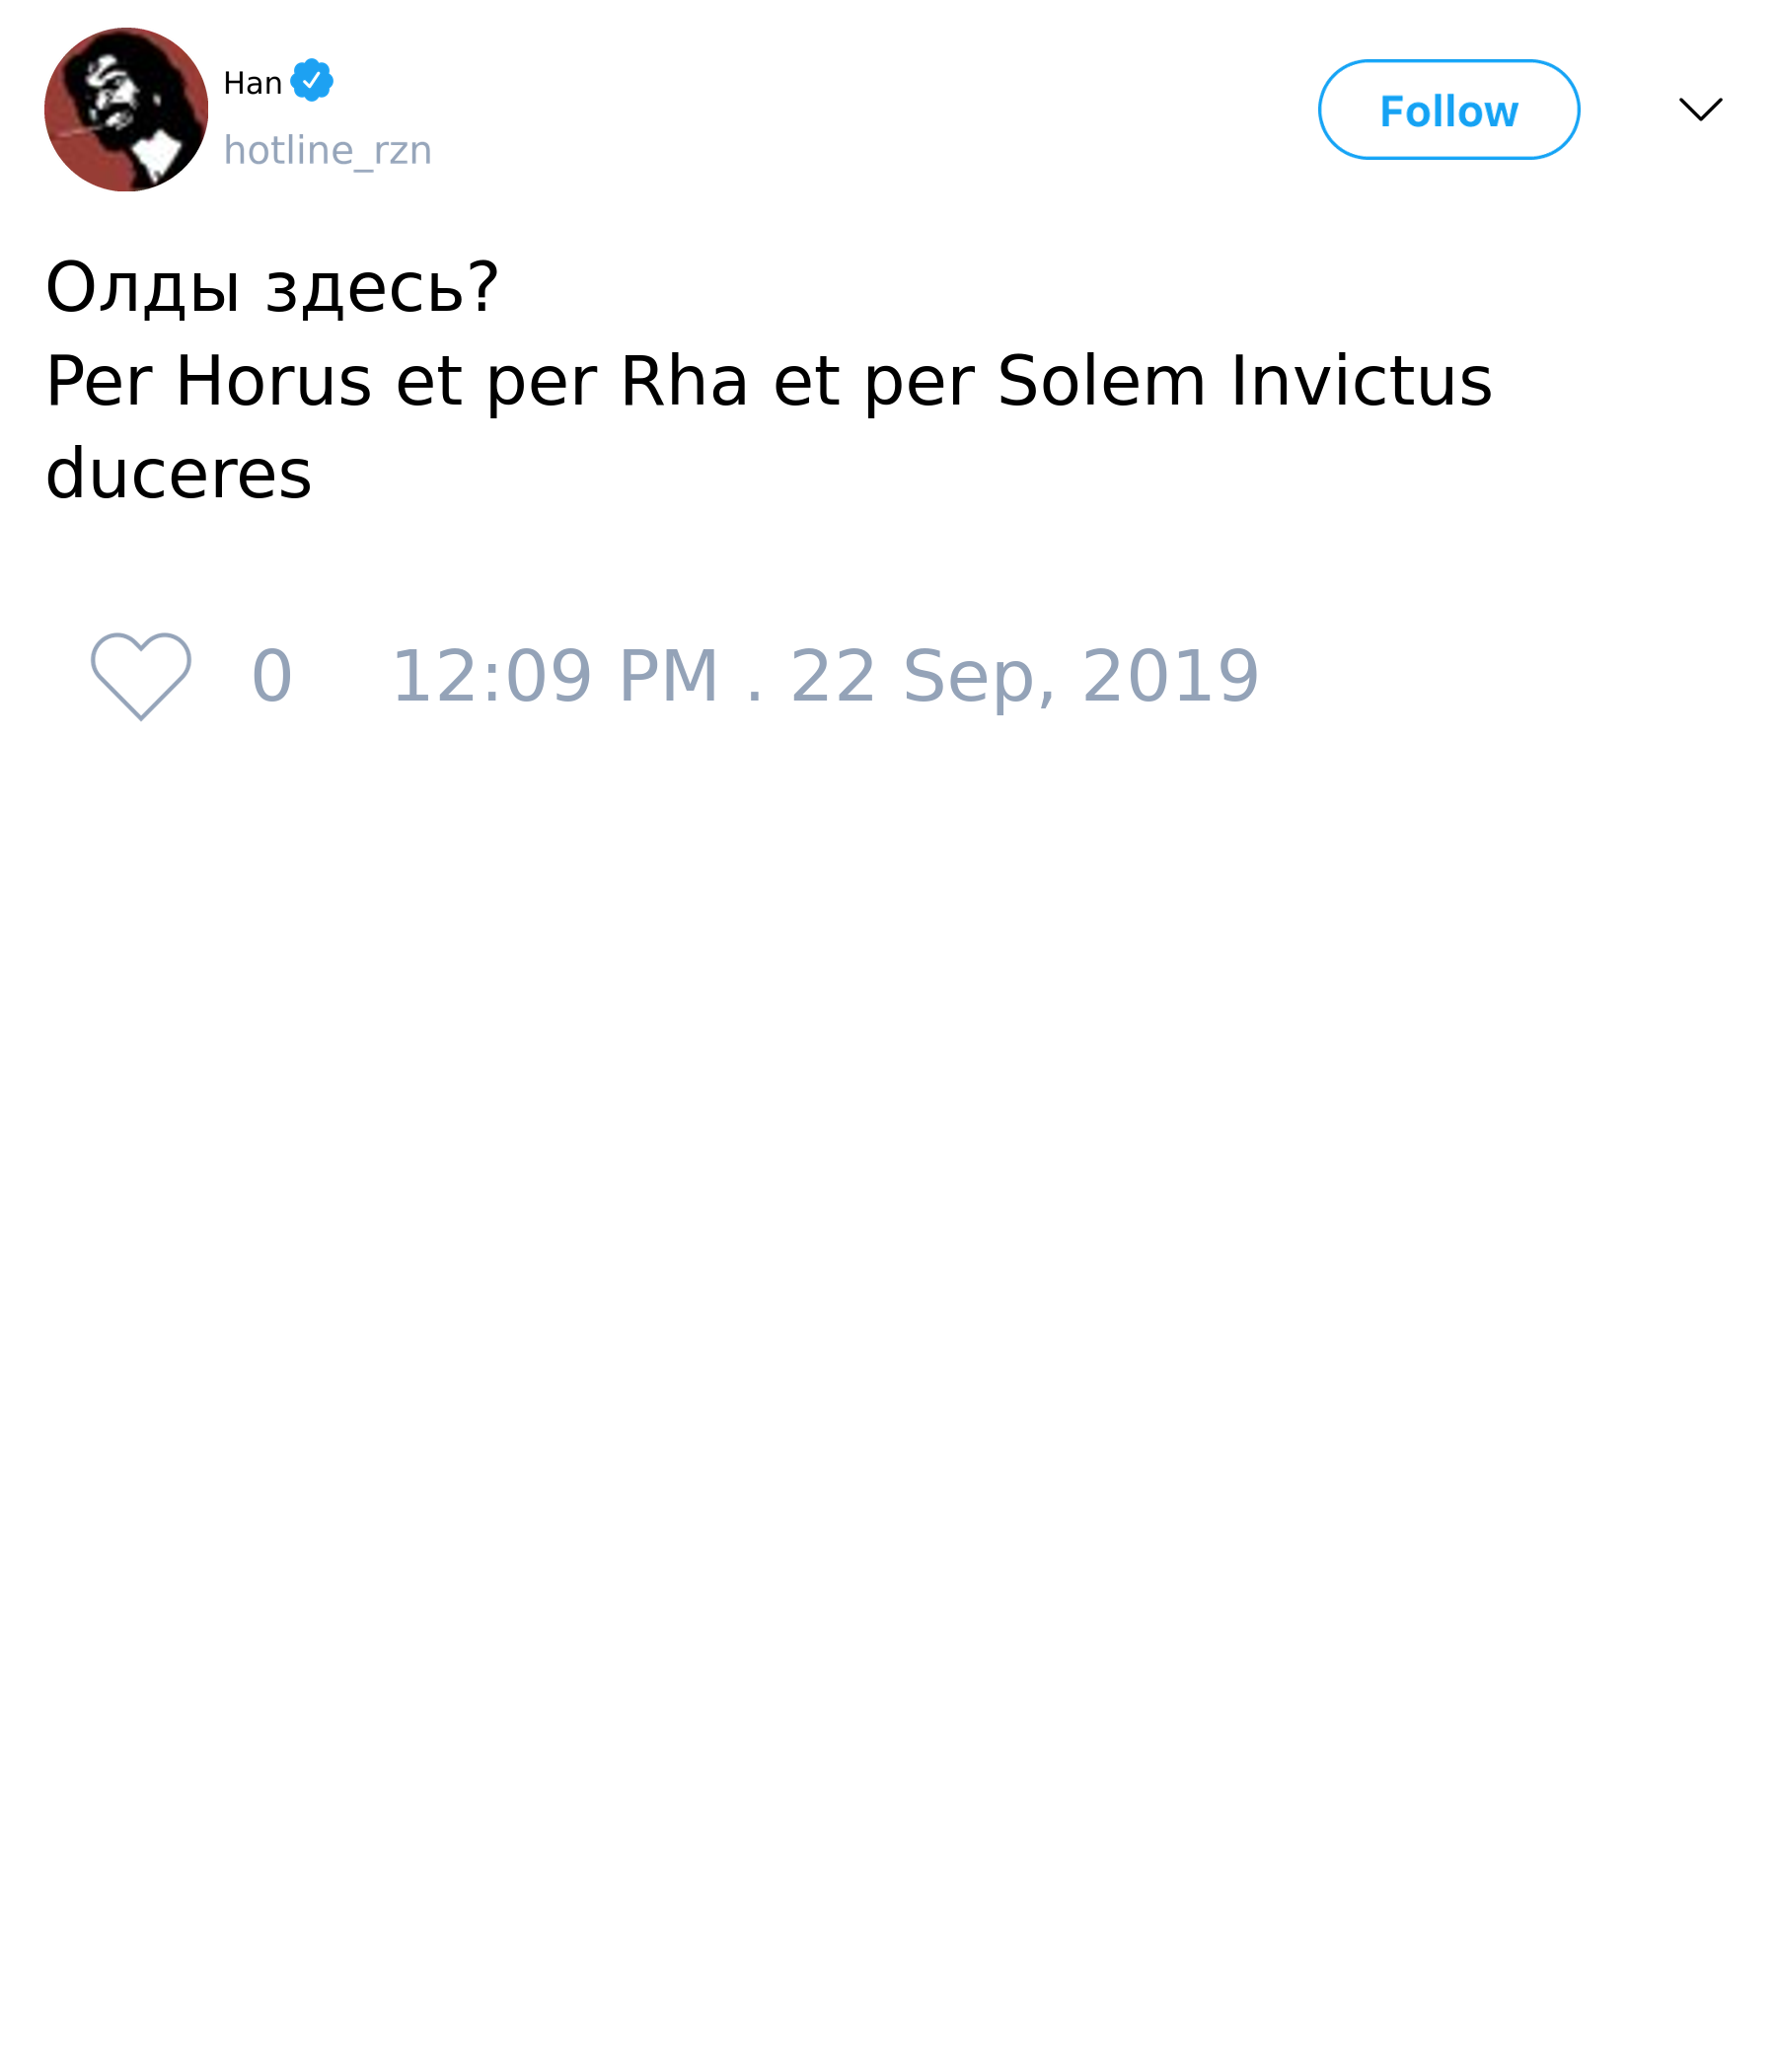 Han
hotline_rzn
Follow
Олды здесь?
Per Horus et per Rha et per Solem Invictus
duceres
0 12:09 PM . 22 Sep, 2019